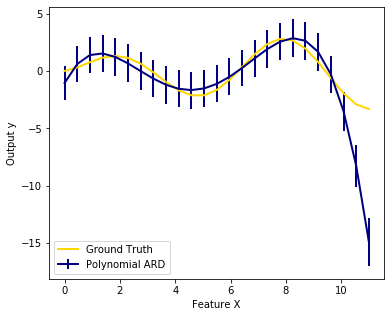 5
0
−5
−10
−15
Output y
Ground Truth
Polynomial ARD
0 2 4 6 8 10
Feature X